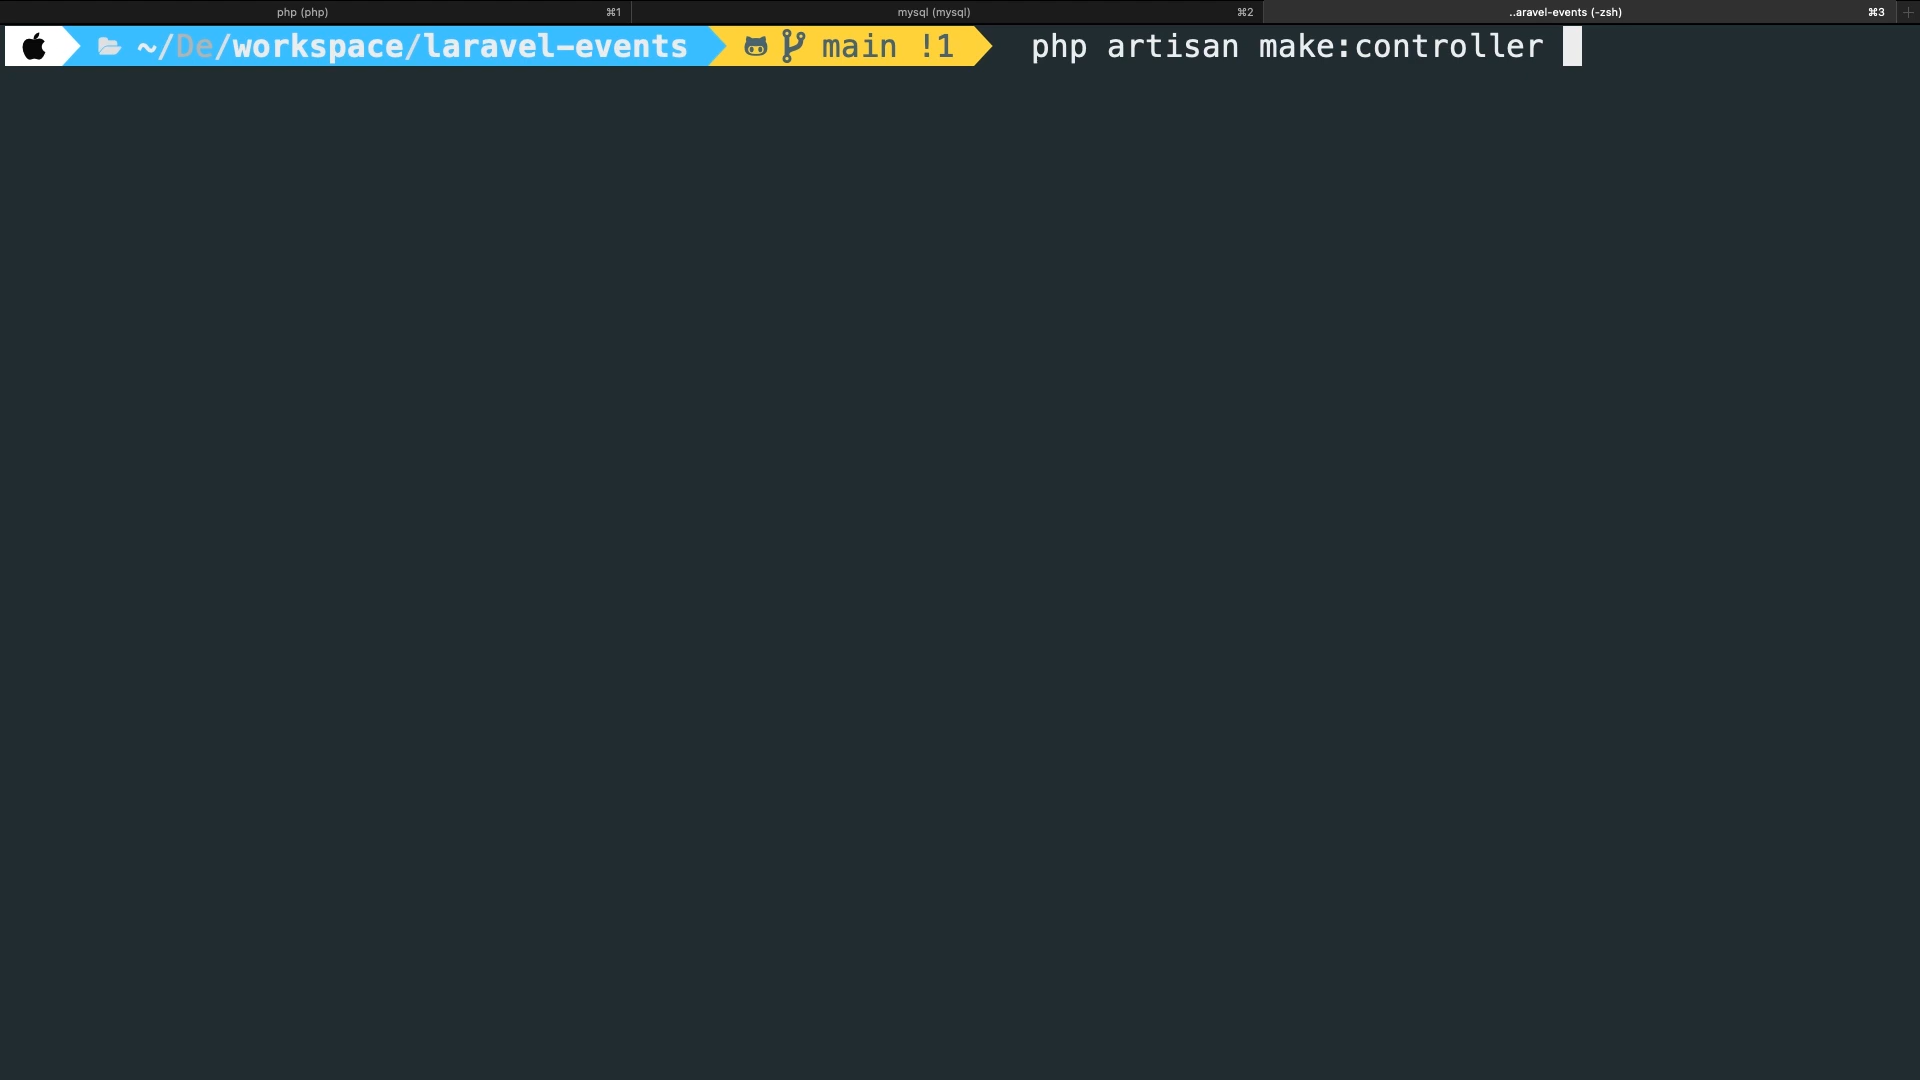 php (php) ⌘1 mysql (mysql) ⌘2 ..aravel-events (-zsh) ⌘3 +
~/De/workspace/laravel-events main !1 php artisan make:controller